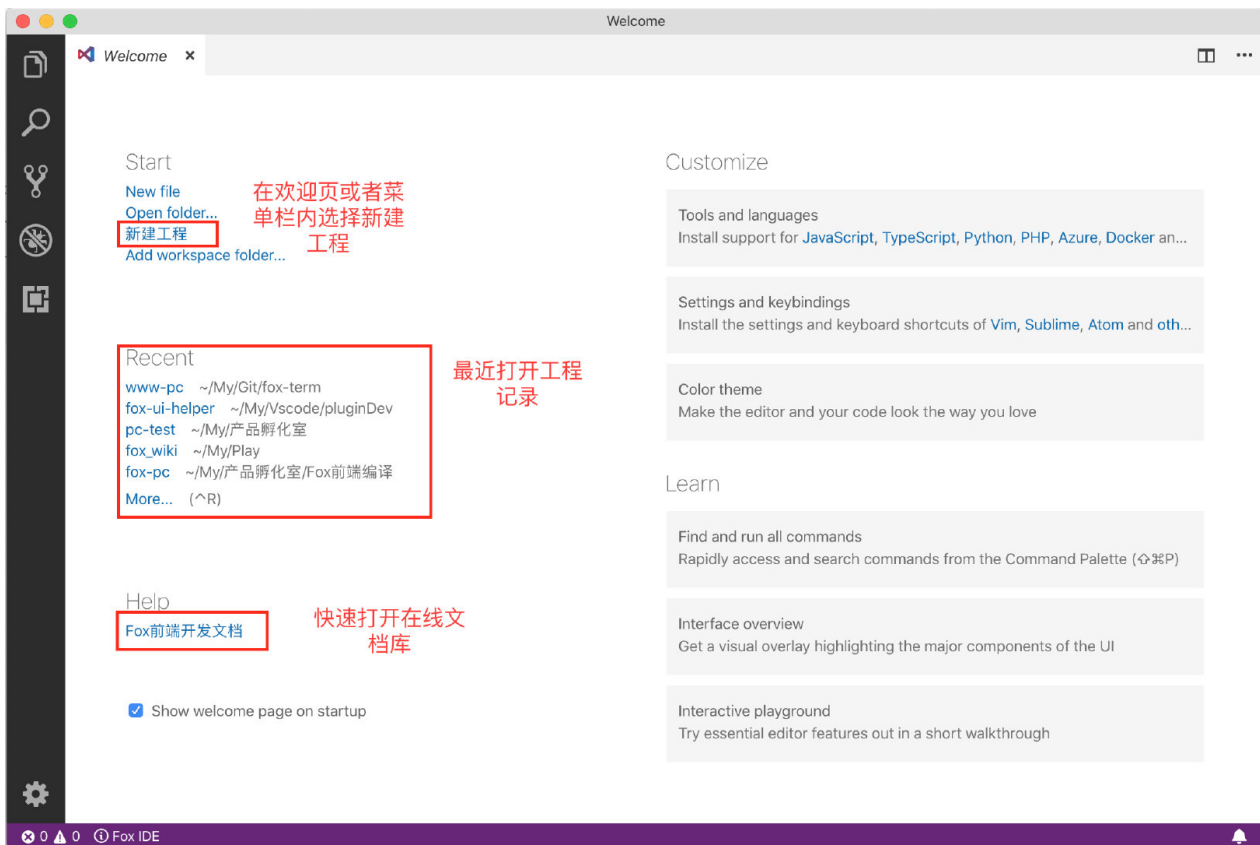 Welcome
Welcome ×
Start
New file
Open folder...
新建工程
Add workspace folder...
在欢迎页或者菜
单栏内选择新建
工程
Recent
www-pc ~/My/Git/fox-term
fox-ui-helper ~/My/Vscode/pluginDev
pc-test ~/My/产品孵化室
fox_wiki ~/My/Play
fox-pc ~/My/产品孵化室/Fox前端编译
More... (^R)
最近打开工程
记录
Help
Fox前端开发文档
快速打开在线文
档库
Show welcome page on startup
Customize
Tools and languages
Install support for JavaScript, TypeScript, Python, PHP, Azure, Docker an...
Settings and keybindings
Install the settings and keyboard shortcuts of Vim, Sublime, Atom and oth...
Color theme
Make the editor and your code look the way you love
Learn
Find and run all commands
Rapidly access and search commands from the Command Palette (⇧⌘P)
Interface overview
Get a visual overlay highlighting the major components of the UI
Interactive playground
Try essential editor features out in a short walkthrough
0 0 Fox IDE